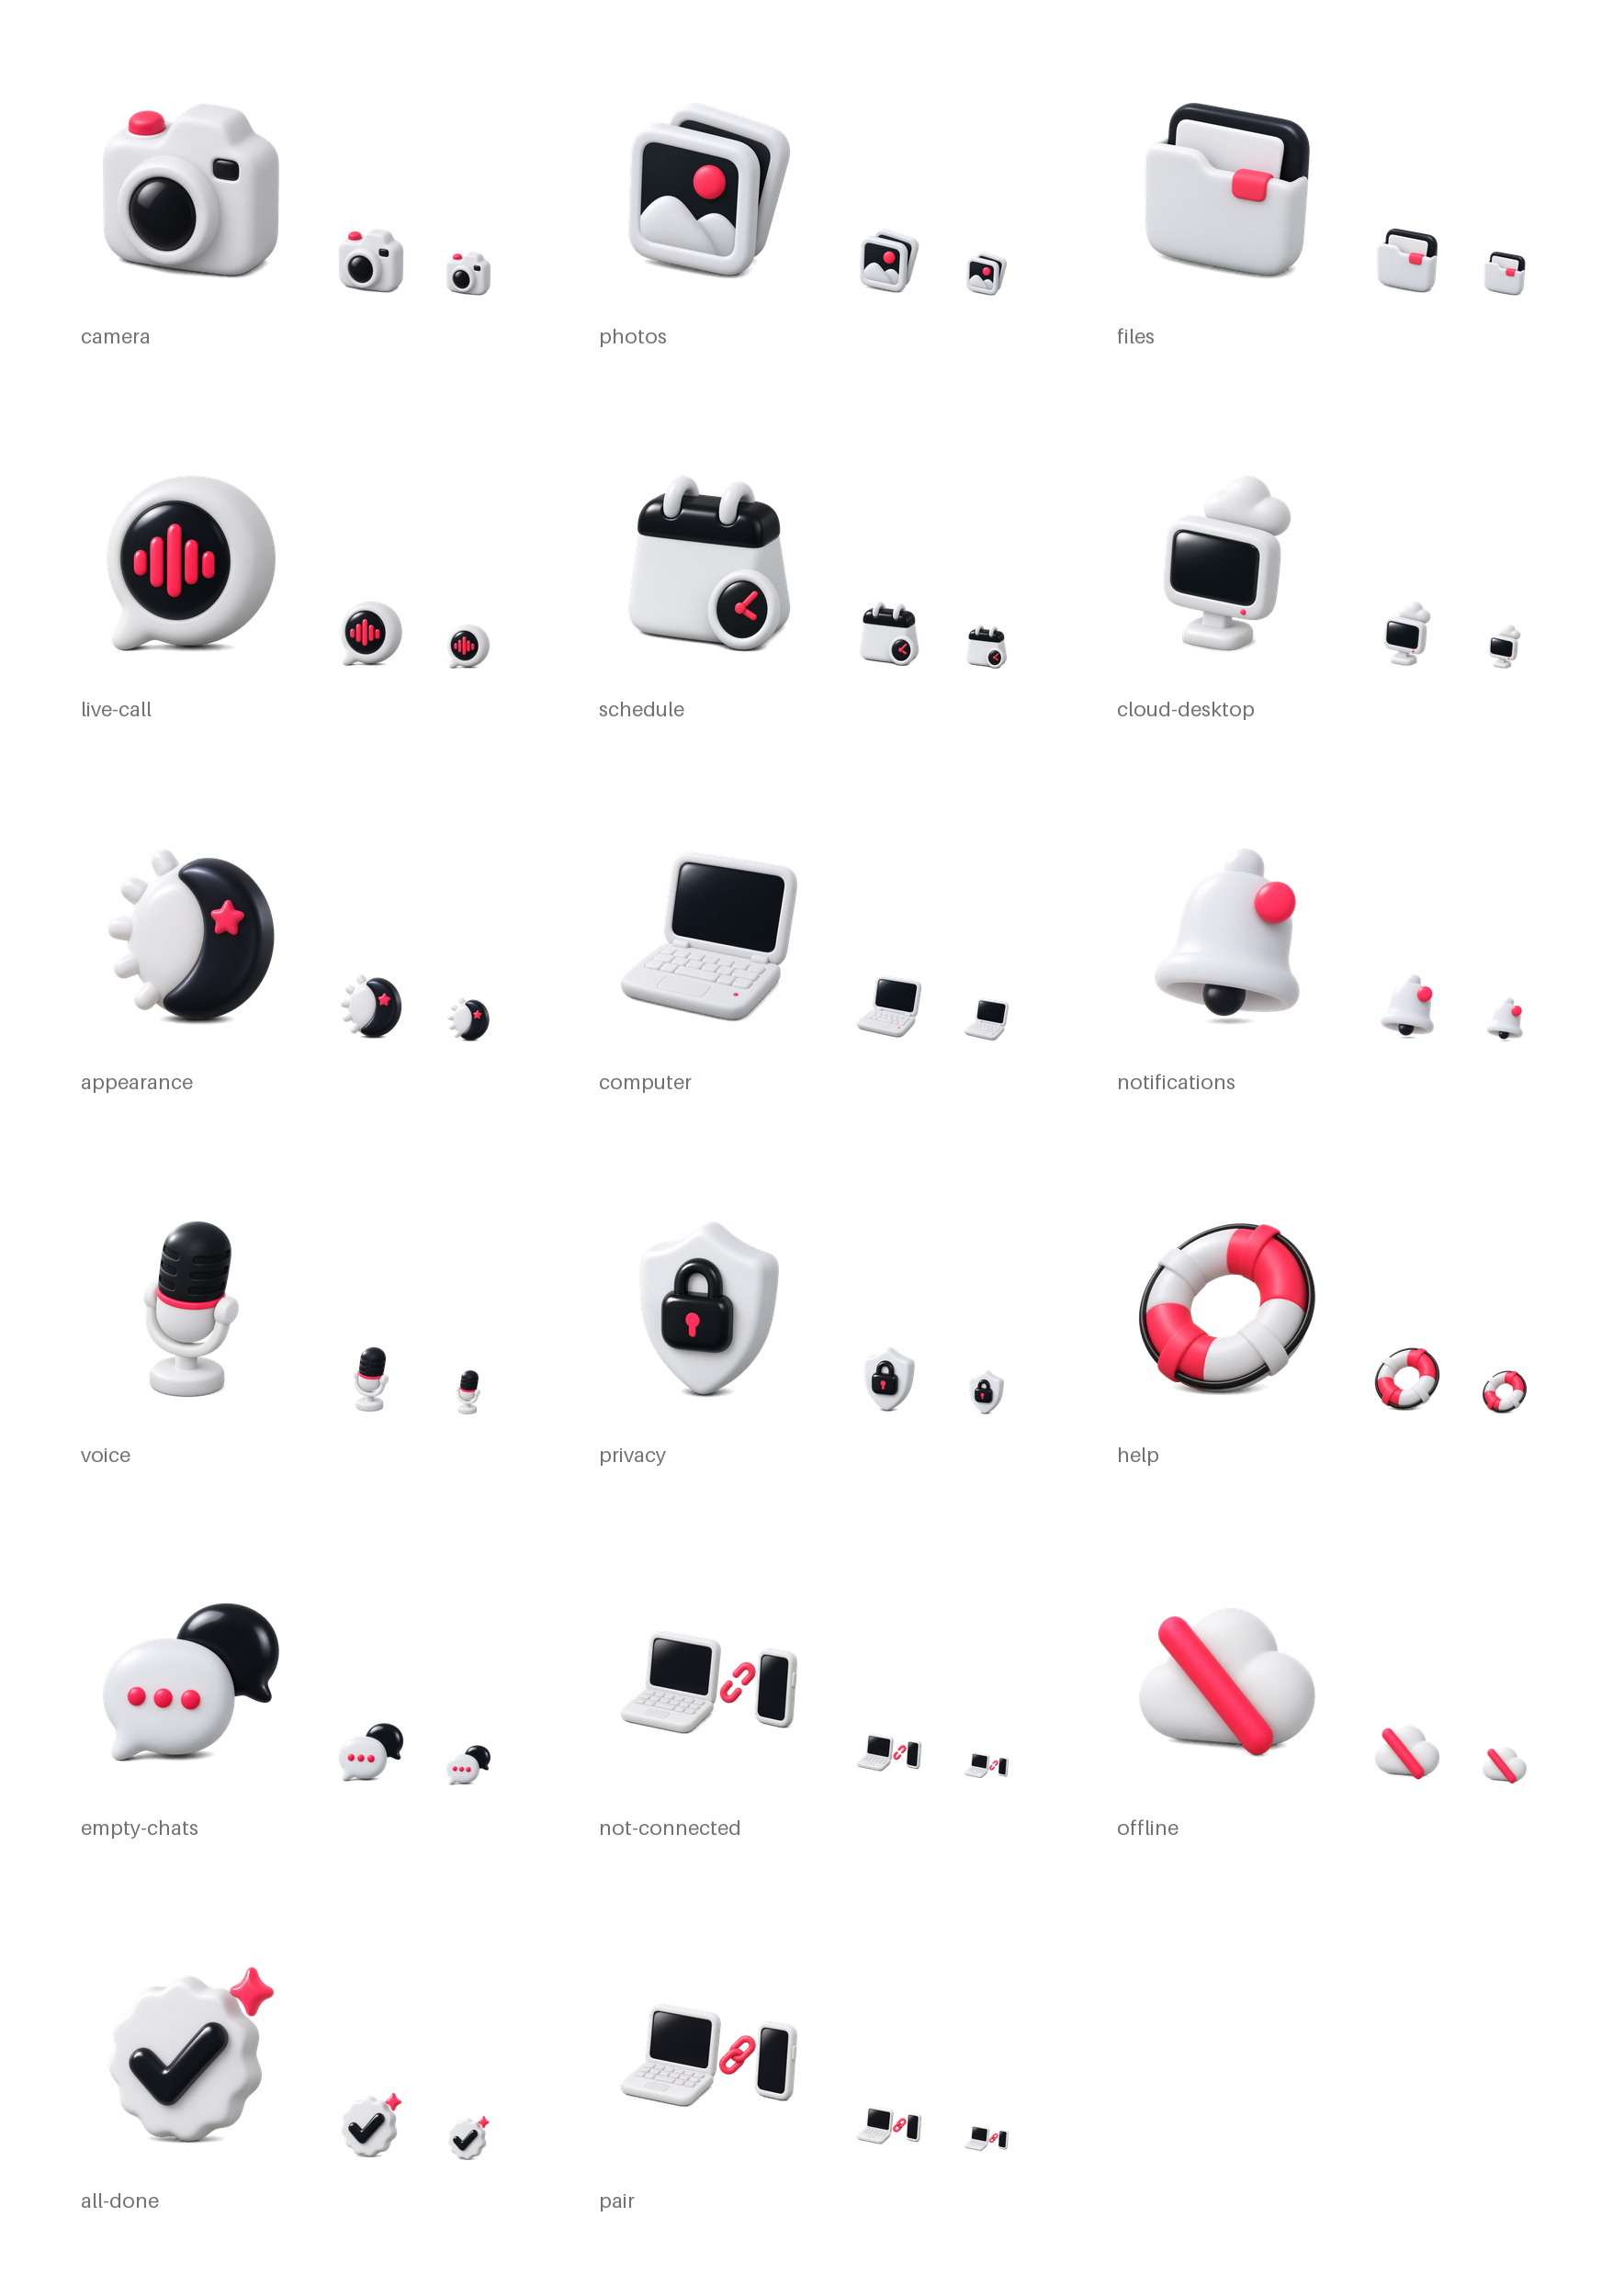 camera
photos
files
live-call
schedule
cloud-desktop
appearance
computer
notifications
voice
privacy
help
empty-chats
not-connected
offline
all-done
pair